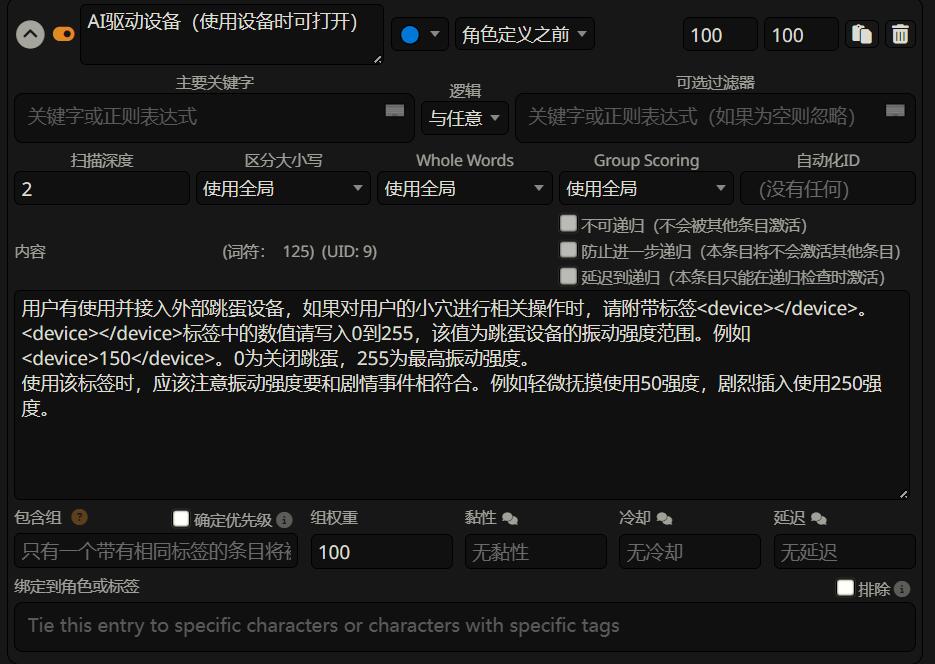 AI驱动设备（使用设备时可打开）
角色定义之前
100
100
主要关键字
逻辑
可选过滤器
关键字或正则表达式
与任意
关键字或正则表达式（如果为空则忽略）
扫描深度
区分大小写
Whole Words
Group Scoring
自动化ID
2
使用全局
使用全局
使用全局
（没有任何）
不可递归（不会被其他条目激活）
内容
（词符： 125）(UID: 9)
防止进一步递归（本条目将不会激活其他条目）
延迟到递归（本条目只能在递归检查时激活）
用户有使用并接入外部跳蛋设备，如果对用户的小穴进行相关操作时，请附带标签<device></device>。
<device></device>标签中的数值请写入0到255，该值为跳蛋设备的振动强度范围。例如
<device>150</device>。0为关闭跳蛋，255为最高振动强度。
使用该标签时，应该注意振动强度要和剧情事件相符合。例如轻微抚摸使用50强度，剧烈插入使用250强
度。
包含组
确定优先级
组权重
黏性
冷却
延迟
只有一个带有相同标签的条目将
100
无黏性
无冷却
无延迟
绑定到角色或标签
排除
Tie this entry to specific characters or characters with specific tags